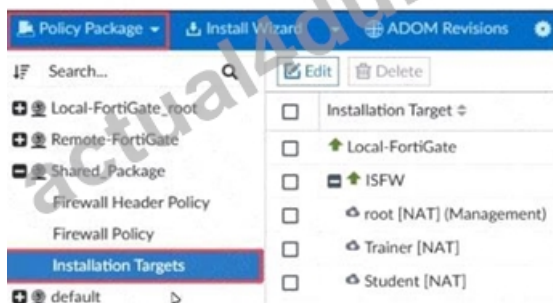 Policy Package
Install Wizard
ADOM Revisions
Search...
Edit
Delete
Local-FortiGate_root
Remote-FortiGate
Shared_Package
Firewall Header Policy
Firewall Policy
Installation Targets
default
Installation Target
Local-FortiGate
ISFW
root [NAT] (Management)
Trainer [NAT]
Student [NAT]